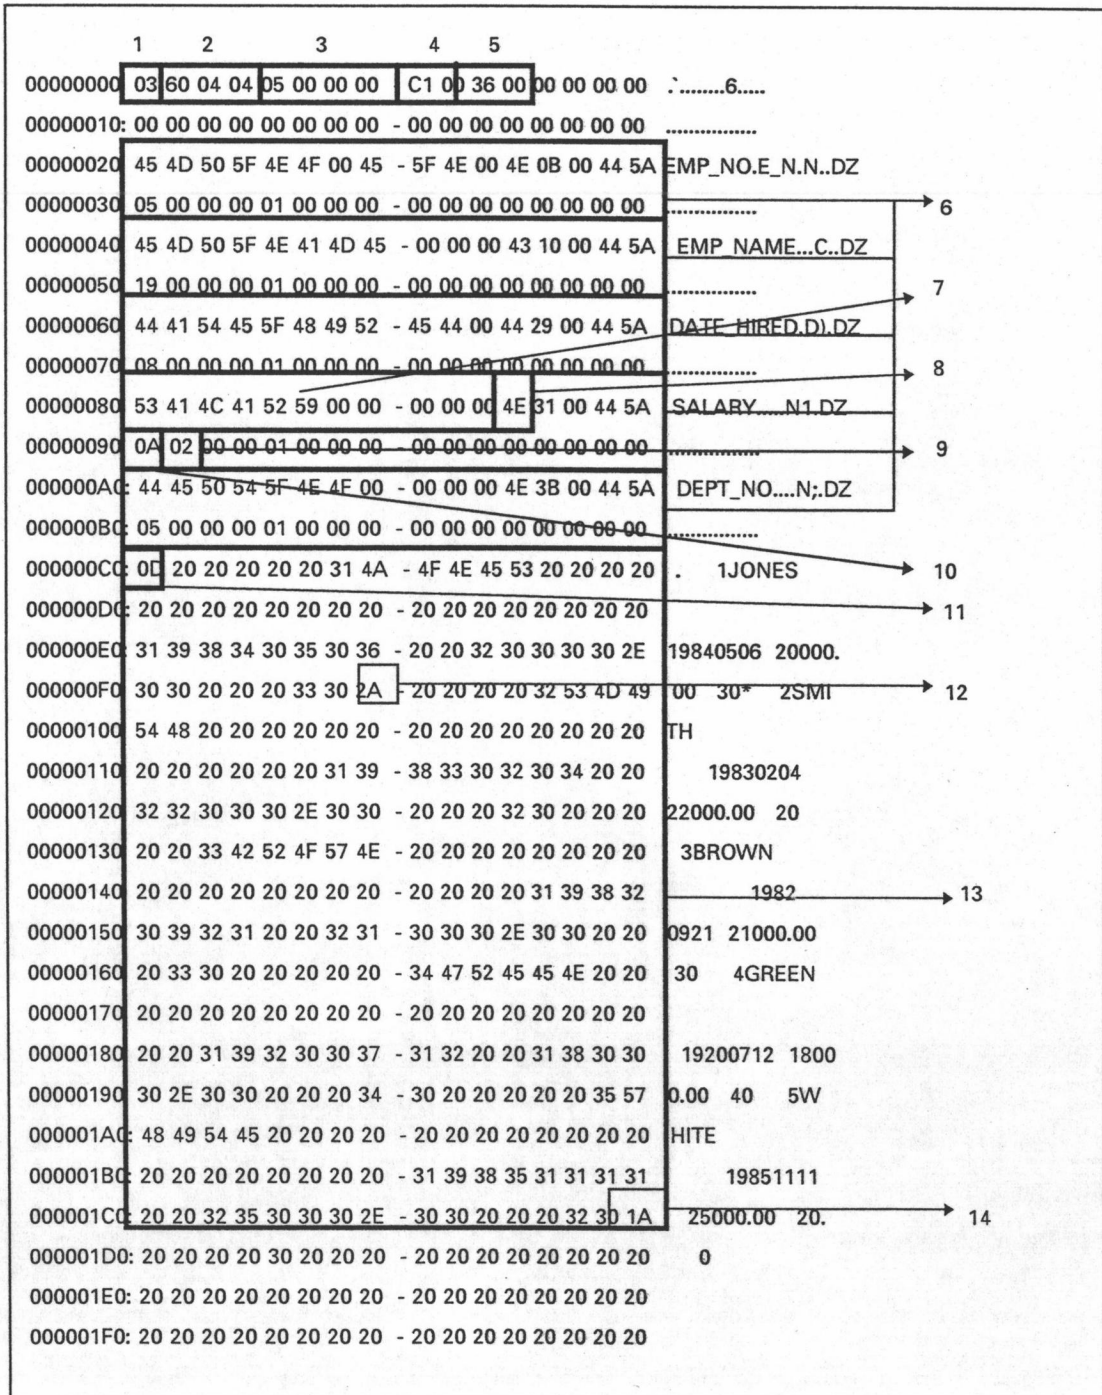 1 2 3 4 5
00000000 03 60 04 04 05 00 00 00 C1 00 36 00 00 00 00 00 .`........6.....
00000010: 00 00 00 00 00 00 00 00 - 00 00 00 00 00 00 00 00 ................
00000020 45 4D 50 5F 4E 4F 00 45 - 5F 4E 00 4E 0B 00 44 5A EMP_NO.E_N.N..DZ
00000030 05 00 00 00 01 00 00 00 - 00 00 00 00 00 00 00 00 ................ 6
00000040 45 4D 50 5F 4E 41 4D 45 - 00 00 00 43 10 00 44 5A EMP_NAME...C..DZ
00000050 19 00 00 00 01 00 00 00 - 00 00 00 00 00 00 00 00 ................ 7
00000060 44 41 54 45 5F 48 49 52 - 45 44 00 44 29 00 44 5A DATE_HIRED.D).DZ
00000070 08 00 00 00 01 00 00 00 - 00 00 00 00 00 00 00 00 ................ 8
00000080 53 41 4C 41 52 59 00 00 - 00 00 00 4E 31 00 44 5A SALARY.....N1.DZ
00000090 0A 02 00 00 01 00 00 00 - 00 00 00 00 00 00 00 00 ................ 9
000000A0: 44 45 50 54 5F 4E 4F 00 - 00 00 00 4E 3B 00 44 5A DEPT_NO....N;.DZ
000000B0: 05 00 00 00 01 00 00 00 - 00 00 00 00 00 00 00 00 ................
000000C0: 0D 20 20 20 20 20 31 4A - 4F 4E 45 53 20 20 20 20 . 1JONES 10
000000D0: 20 20 20 20 20 20 20 20 - 20 20 20 20 20 20 20 20 11
000000E0 31 39 38 34 30 35 30 36 - 20 20 32 30 30 30 30 2E 19840506 20000.
000000F0 30 30 20 20 20 33 30 2A - 20 20 20 20 32 53 4D 49 00 30* 2SMI 12
00000100 54 48 20 20 20 20 20 20 - 20 20 20 20 20 20 20 20 TH
00000110 20 20 20 20 20 20 31 39 - 38 33 30 32 30 34 20 20 19830204
00000120 32 32 30 30 30 2E 30 30 - 20 20 20 32 30 20 20 20 22000.00 20
00000130 20 20 33 42 52 4F 57 4E - 20 20 20 20 20 20 20 20 3BROWN
00000140 20 20 20 20 20 20 20 20 - 20 20 20 20 31 39 38 32 1982 13
00000150 30 39 32 31 20 20 32 31 - 30 30 30 2E 30 30 20 20 0921 21000.00
00000160 20 33 30 20 20 20 20 20 - 34 47 52 45 45 4E 20 20 30 4GREEN
00000170 20 20 20 20 20 20 20 20 - 20 20 20 20 20 20 20 20
00000180 20 20 31 39 32 30 30 37 - 31 32 20 20 31 38 30 30 19200712 1800
00000190 30 2E 30 30 20 20 20 34 - 30 20 20 20 20 20 35 57 0.00 40 5W
000001A0: 48 49 54 45 20 20 20 20 - 20 20 20 20 20 20 20 20 HITE
000001B0: 20 20 20 20 20 20 20 20 - 31 39 38 35 31 31 31 31 19851111
000001C0: 20 20 32 35 30 30 30 2E - 30 30 20 20 20 32 30 1A 25000.00 20. 14
000001D0: 20 20 20 20 30 20 20 20 - 20 20 20 20 20 20 20 20 0
000001E0: 20 20 20 20 20 20 20 20 - 20 20 20 20 20 20 20 20
000001F0: 20 20 20 20 20 20 20 20 - 20 20 20 20 20 20 20 20